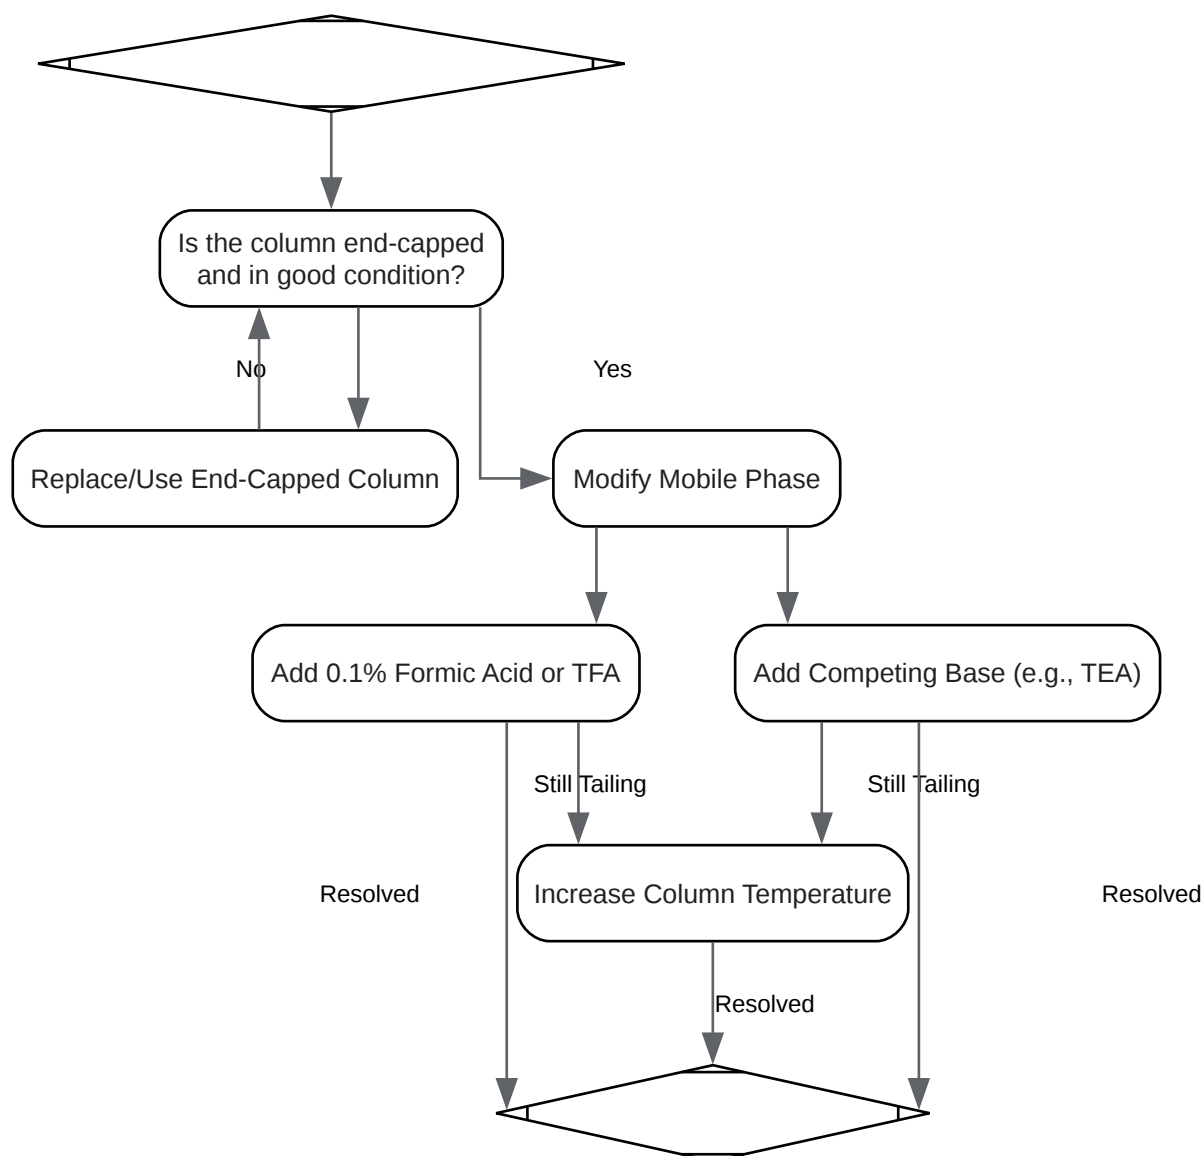 Is the column end-capped
and in good condition?
No
Yes
Replace/Use End-Capped Column
Modify Mobile Phase
Add 0.1% Formic Acid or TFA
Add Competing Base (e.g., TEA)
Still Tailing
Still Tailing
Resolved
Increase Column Temperature
Resolved
Resolved